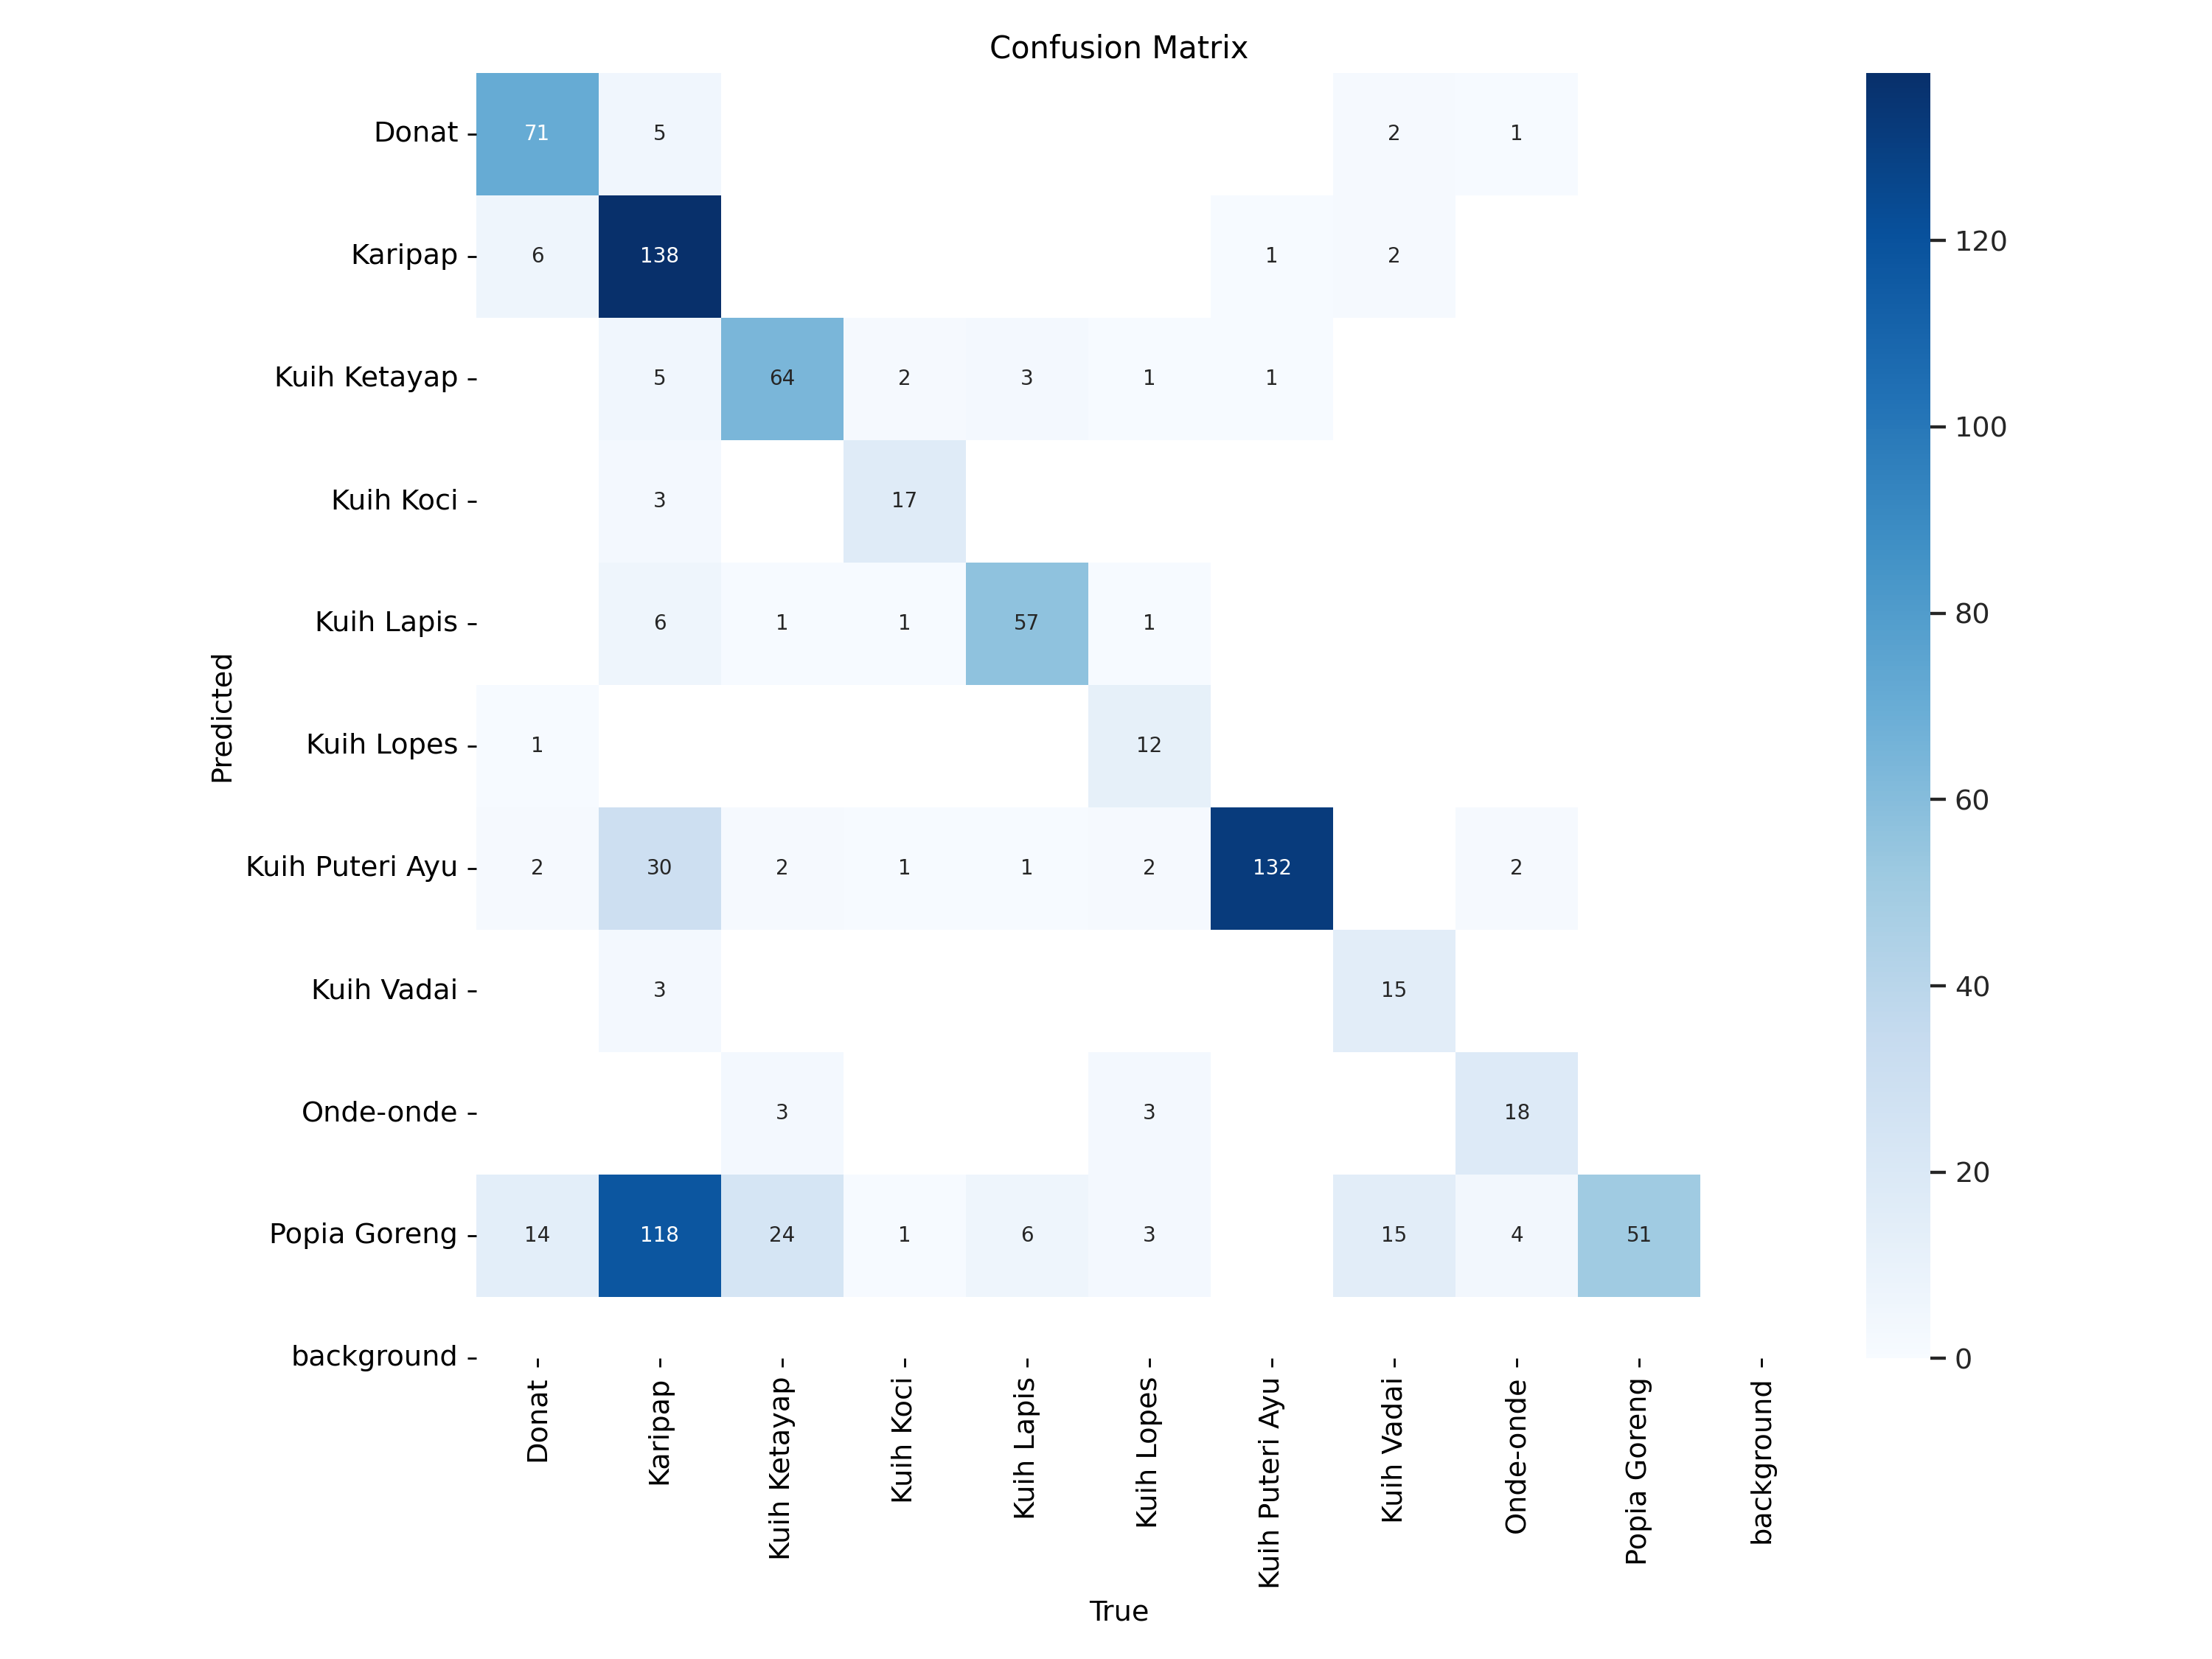 Confusion Matrix
Donat 71 5 2 1
Karipap 6 138 1 2
Kuih Ketayap 5 64 2 3 1 1
Kuih Koci 3 17
Kuih Lapis 6 1 1 57 1
Kuih Lopes 1 12
Kuih Puteri Ayu 2 30 2 1 1 2 132 2
Kuih Vadai 3 15
Onde-onde 3 3 18
Popia Goreng 14 118 24 1 6 3 15 4 51
background
Predicted
Donat
Karipap
Kuih Ketayap
Kuih Koci
Kuih Lapis
Kuih Lopes
Kuih Puteri Ayu
Kuih Vadai
Onde-onde
Popia Goreng
background
True
120
100
80
60
40
20
0